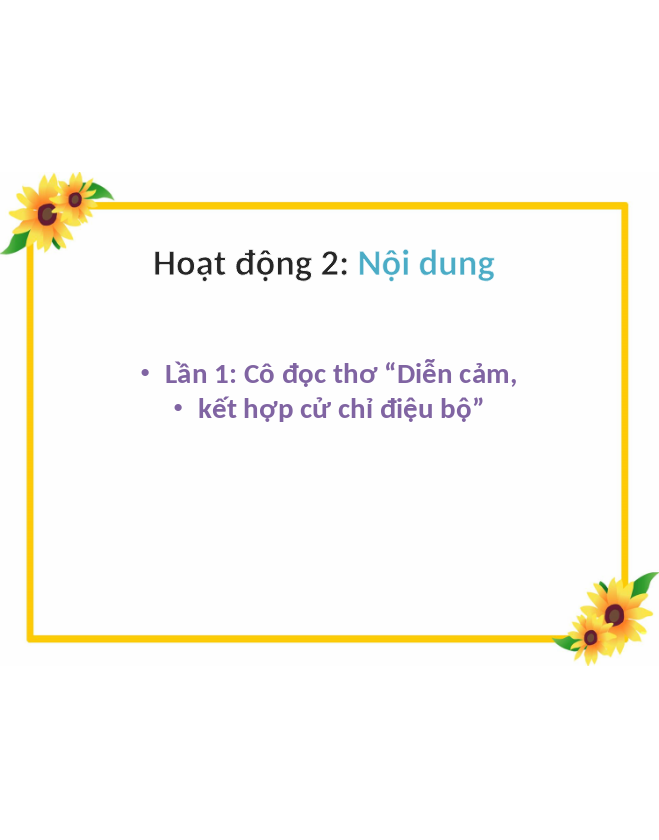 Hoạt động 2: Nội dung
• Lần 1: Cô đọc thơ “Diễn cảm,
• kết hợp cử chỉ điệu bộ”